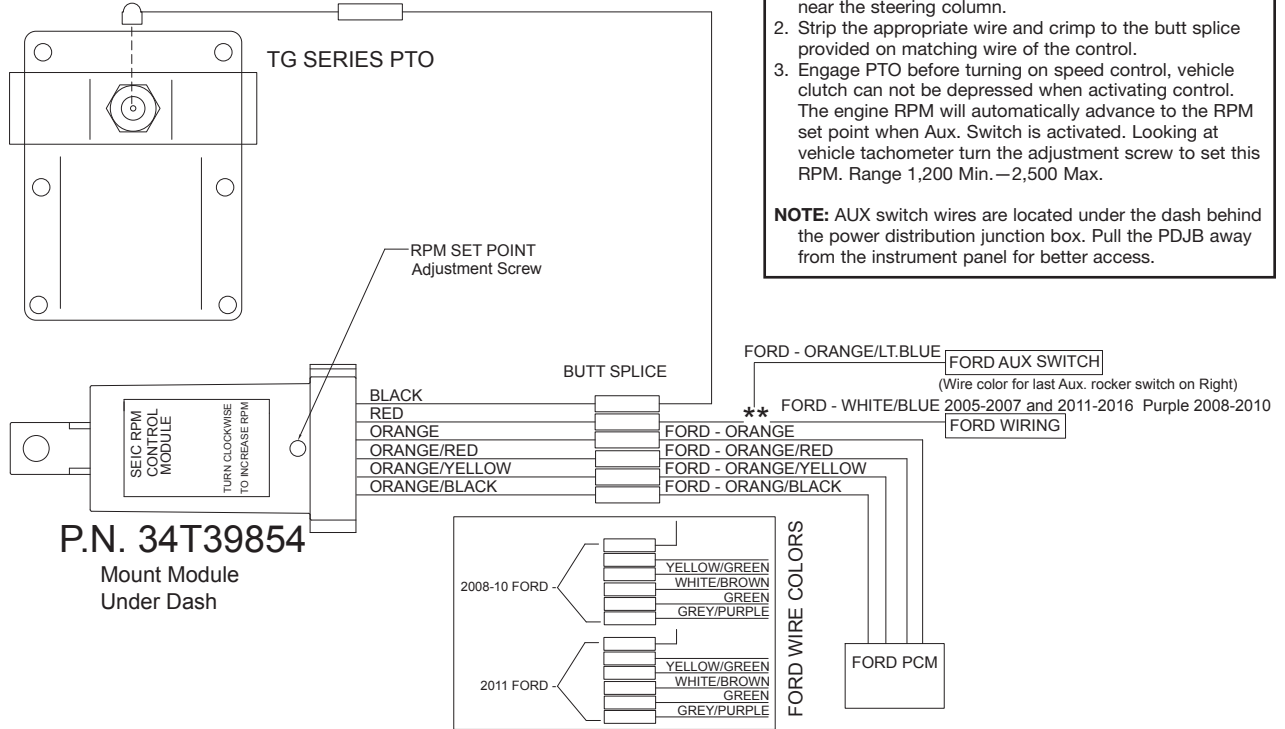 near the steering column.
2. Strip the appropriate wire and crimp to the butt splice
provided on matching wire of the control.
3. Engage PTO before turning on speed control, vehicle
clutch can not be depressed when activating control.
The engine RPM will automatically advance to the RPM
set point when Aux. Switch is activated. Looking at
vehicle tachometer turn the adjustment screw to set this
RPM. Range 1,200 Min.—2,500 Max.
NOTE: AUX switch wires are located under the dash behind
the power distribution junction box. Pull the PDJB away
from the instrument panel for better access.
TG SERIES PTO
RPM SET POINT
Adjustment Screw
BUTT SPLICE
FORD - ORANGE/LT.BLUE
FORD AUX SWITCH
(Wire color for last Aux. rocker switch on Right)
** FORD - WHITE/BLUE 2005-2007 and 2011-2016 Purple 2008-2010
FORD WIRING
BLACK
RED
ORANGE
ORANGE/RED
ORANGE/YELLOW
ORANGE/BLACK
FORD - ORANGE
FORD - ORANGE/RED
FORD - ORANGE/YELLOW
FORD - ORANG/BLACK
SEIC RPM
CONTROL
MODULE
TURN CLOCKWISE
TO INCREASE RPM
P.N. 34T39854
Mount Module
Under Dash
2008-10 FORD -
YELLOW/GREEN
WHITE/BROWN
GREEN
GREY/PURPLE
2011 FORD -
YELLOW/GREEN
WHITE/BROWN
GREEN
GREY/PURPLE
FORD WIRE COLORS
FORD PCM